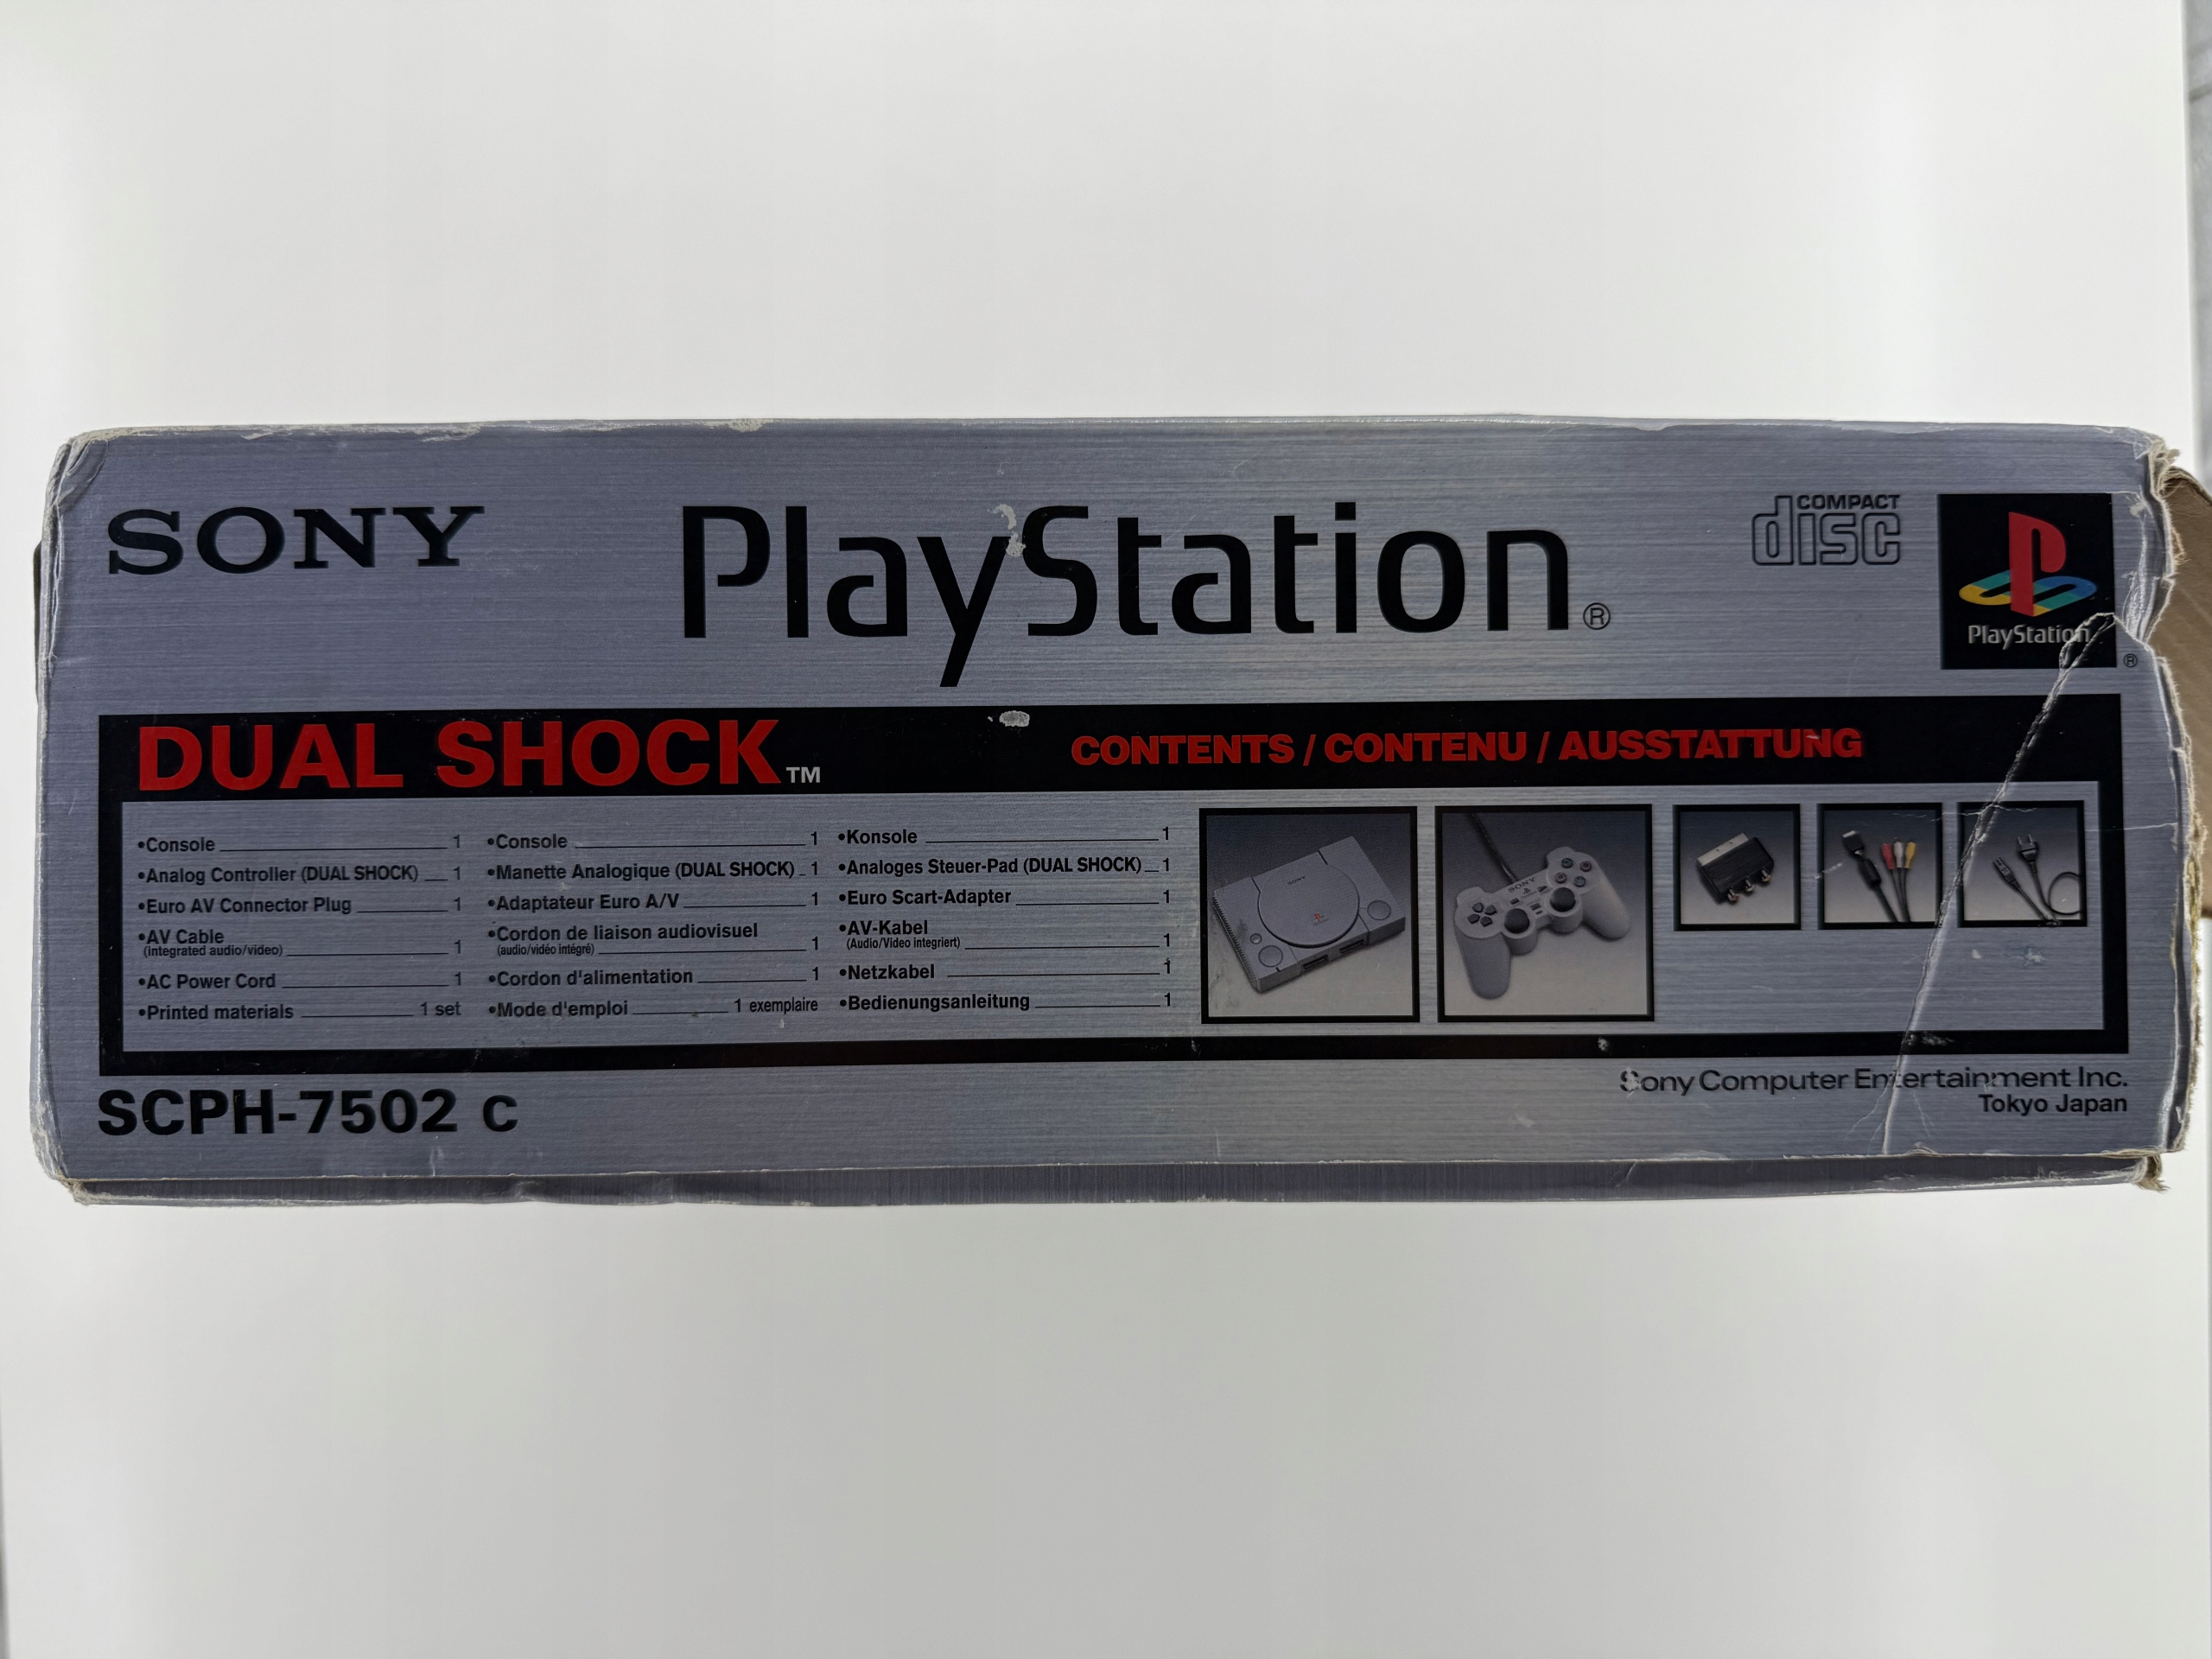 SONY
PlayStation®
COMPACT
disc
PlayStation
®
DUAL SHOCK™
CONTENTS / CONTENU / AUSSTATTUNG
•Console 1
•Analog Controller (DUAL SHOCK) 1
•Euro AV Connector Plug 1
•AV Cable
(integrated audio/video) 1
•AC Power Cord 1
•Printed materials 1 set
•Console 1
•Manette Analogique (DUAL SHOCK) 1
•Adaptateur Euro A/V 1
•Cordon de liaison audiovisuel
(audio/vidéo intégré) 1
•Cordon d'alimentation 1
•Mode d'emploi 1 exemplaire
•Konsole 1
•Analoges Steuer-Pad (DUAL SHOCK) 1
•Euro Scart-Adapter 1
•AV-Kabel
(Audio/Video integriert) 1
•Netzkabel 1
•Bedienungsanleitung 1
SONY
SONY
SCPH-7502 C
Sony Computer Entertainment Inc.
Tokyo Japan